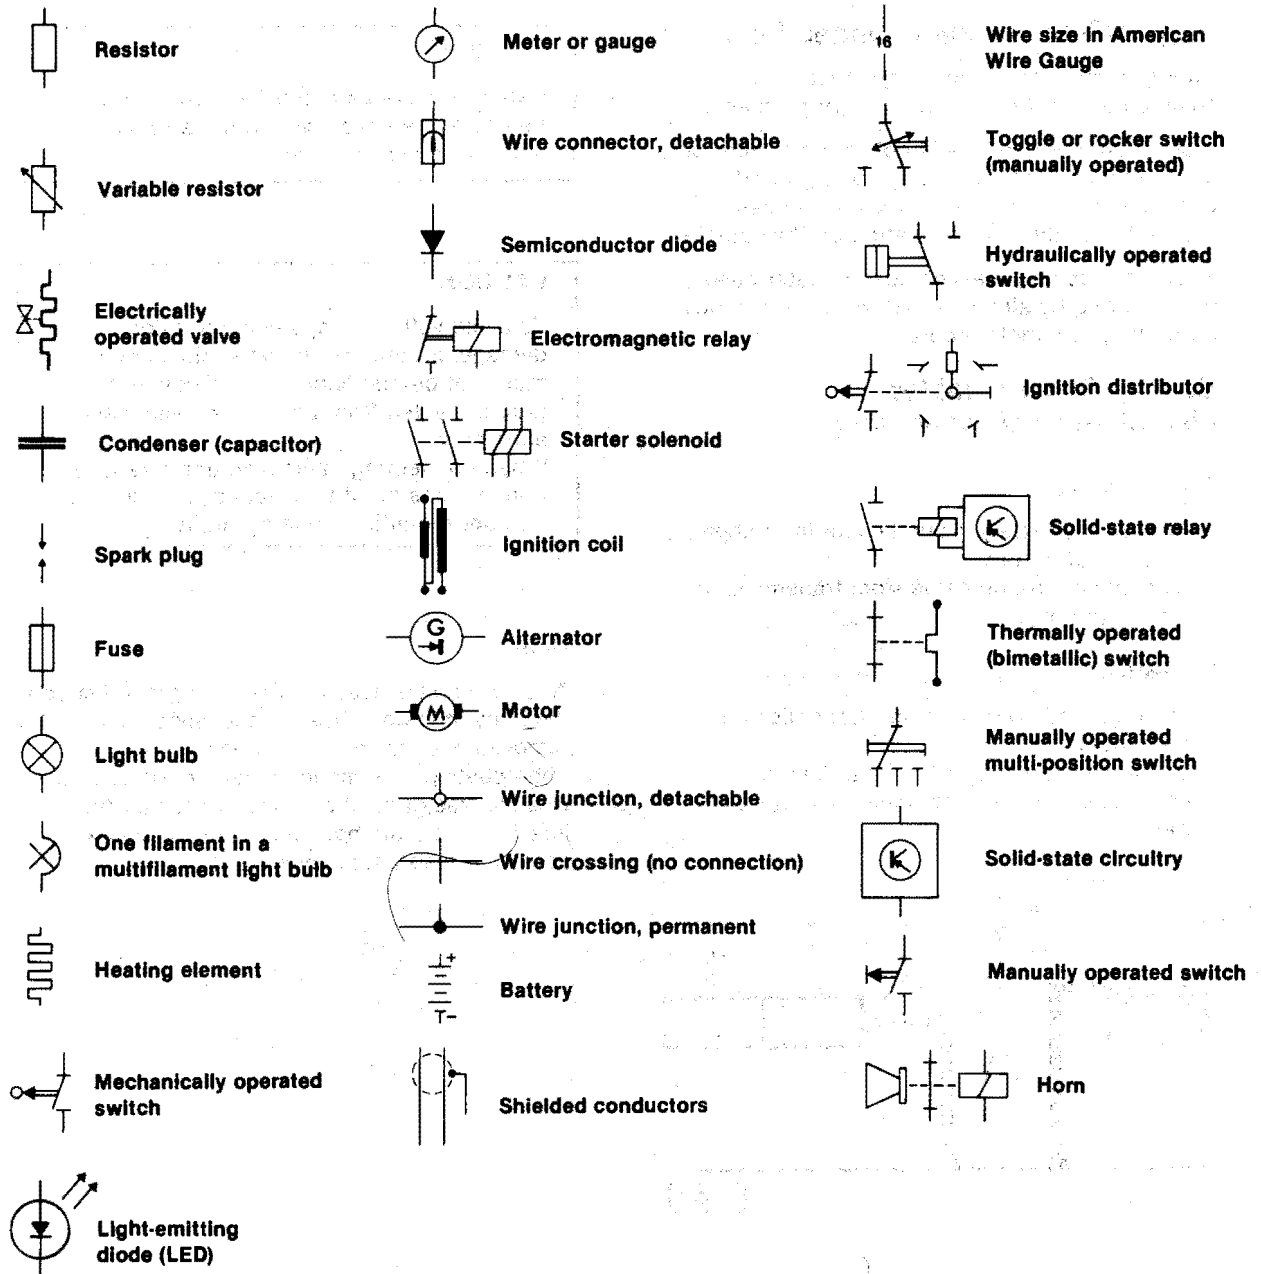 Resistor
Variable resistor
Electrically
operated valve
Condenser (capacitor)
Spark plug
Fuse
Light bulb
One filament in a
multifilament light bulb
Heating element
Mechanically operated
switch
Light-emitting
diode (LED)
Meter or gauge
Wire connector, detachable
Semiconductor diode
Electromagnetic relay
Starter solenoid
Ignition coil
G
Alternator
M
Motor
Wire junction, detachable
Wire crossing (no connection)
Wire junction, permanent
+
Battery
−
Shielded conductors
16
Wire size in American
Wire Gauge
Toggle or rocker switch
(manually operated)
Hydraulically operated
switch
Ignition distributor
Solid-state relay
Thermally operated
(bimetallic) switch
Manually operated
multi-position switch
Solid-state circuitry
Manually operated switch
Horn